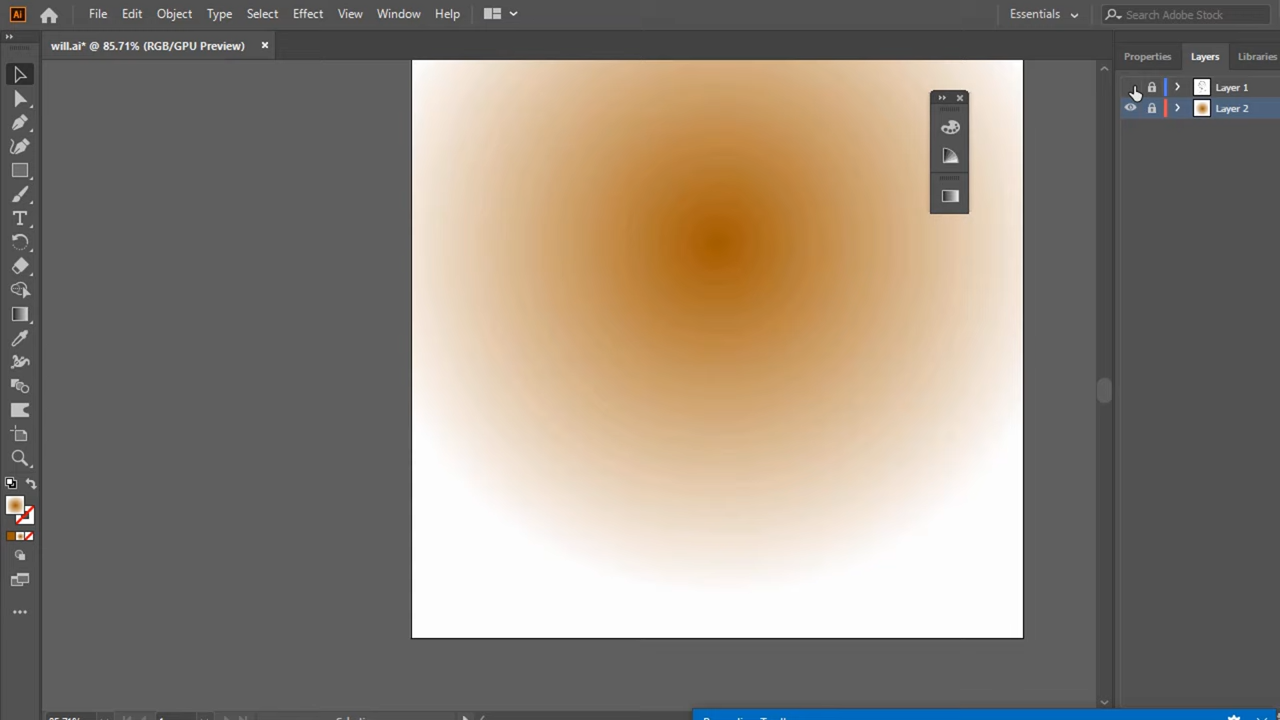 Ai File Edit Object Type Select Effect View Window Help Essentials Search Adobe Stock
will.ai* @ 85.71% (RGB/GPU Preview)
Properties Layers Libraries
Layer 1
Layer 2